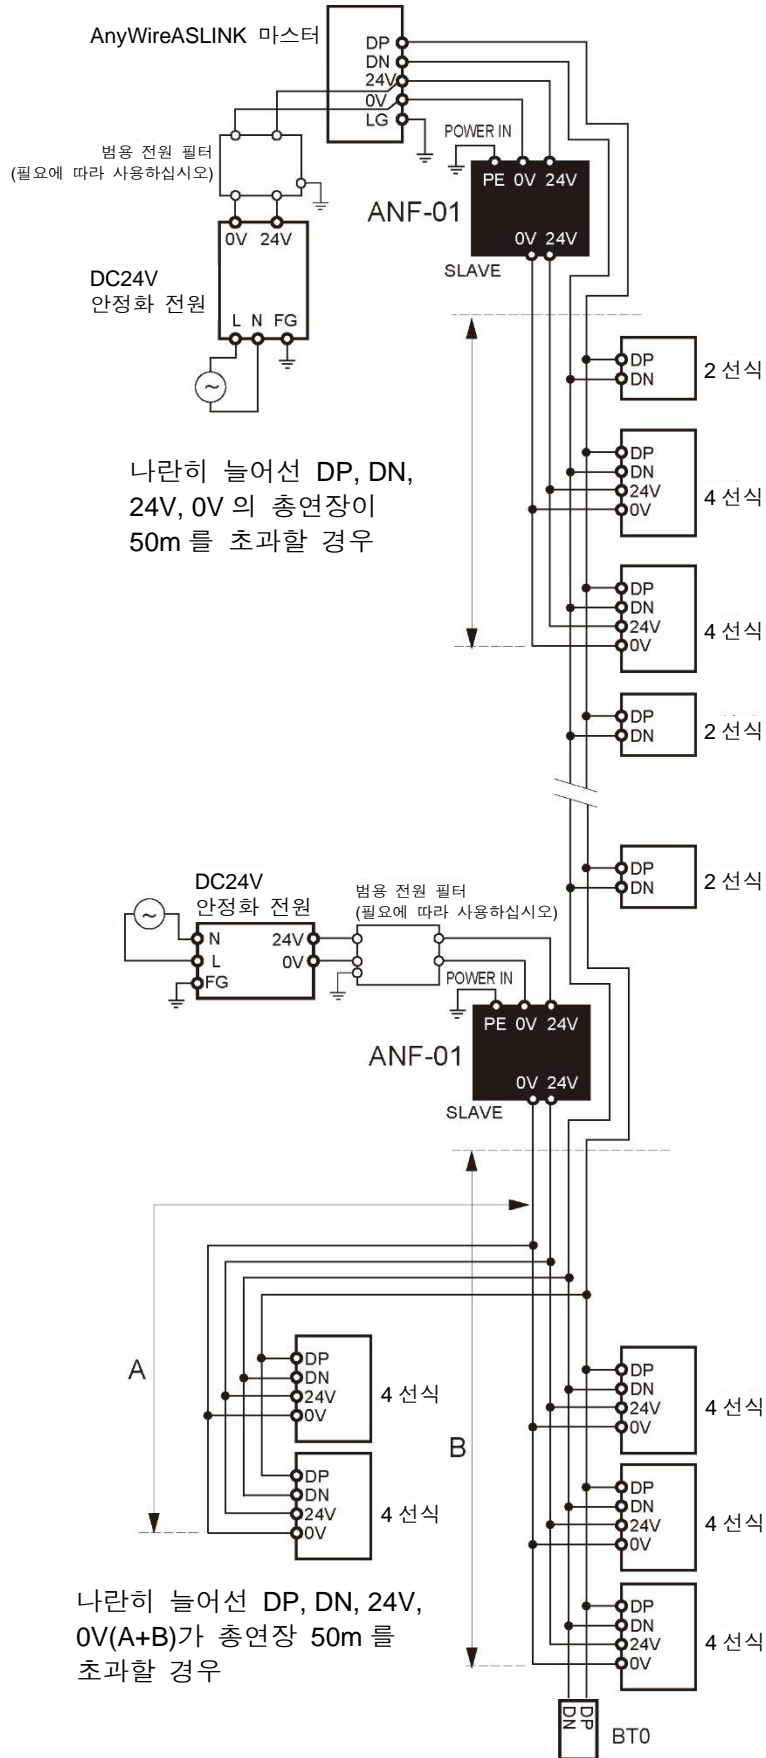 AnyWireASLINK 마스터
DP
DN
24V
0V
LG
범용 전원 필터
(필요에 따라 사용하십시오)
POWER IN
PE 0V 24V
ANF-01
0V 24V
SLAVE
0V 24V
DC24V
안정화 전원
L N FG
~
DP
DN
2 선식
나란히 늘어선 DP, DN,
24V, 0V 의 총연장이
50m 를 초과할 경우
DP
DN
24V
0V
4 선식
DP
DN
24V
0V
4 선식
DP
DN
2 선식
DP
DN
2 선식
DC24V
안정화 전원
범용 전원 필터
(필요에 따라 사용하십시오)
~
N
L
FG
24V
0V
POWER IN
PE 0V 24V
ANF-01
0V 24V
SLAVE
A
DP
DN
24V
0V
4 선식
DP
DN
24V
0V
4 선식
B
DP
DN
24V
0V
4 선식
DP
DN
24V
0V
4 선식
DP
DN
24V
0V
4 선식
나란히 늘어선 DP, DN, 24V,
0V(A+B)가 총연장 50m 를
초과할 경우
DP
DN
BT0